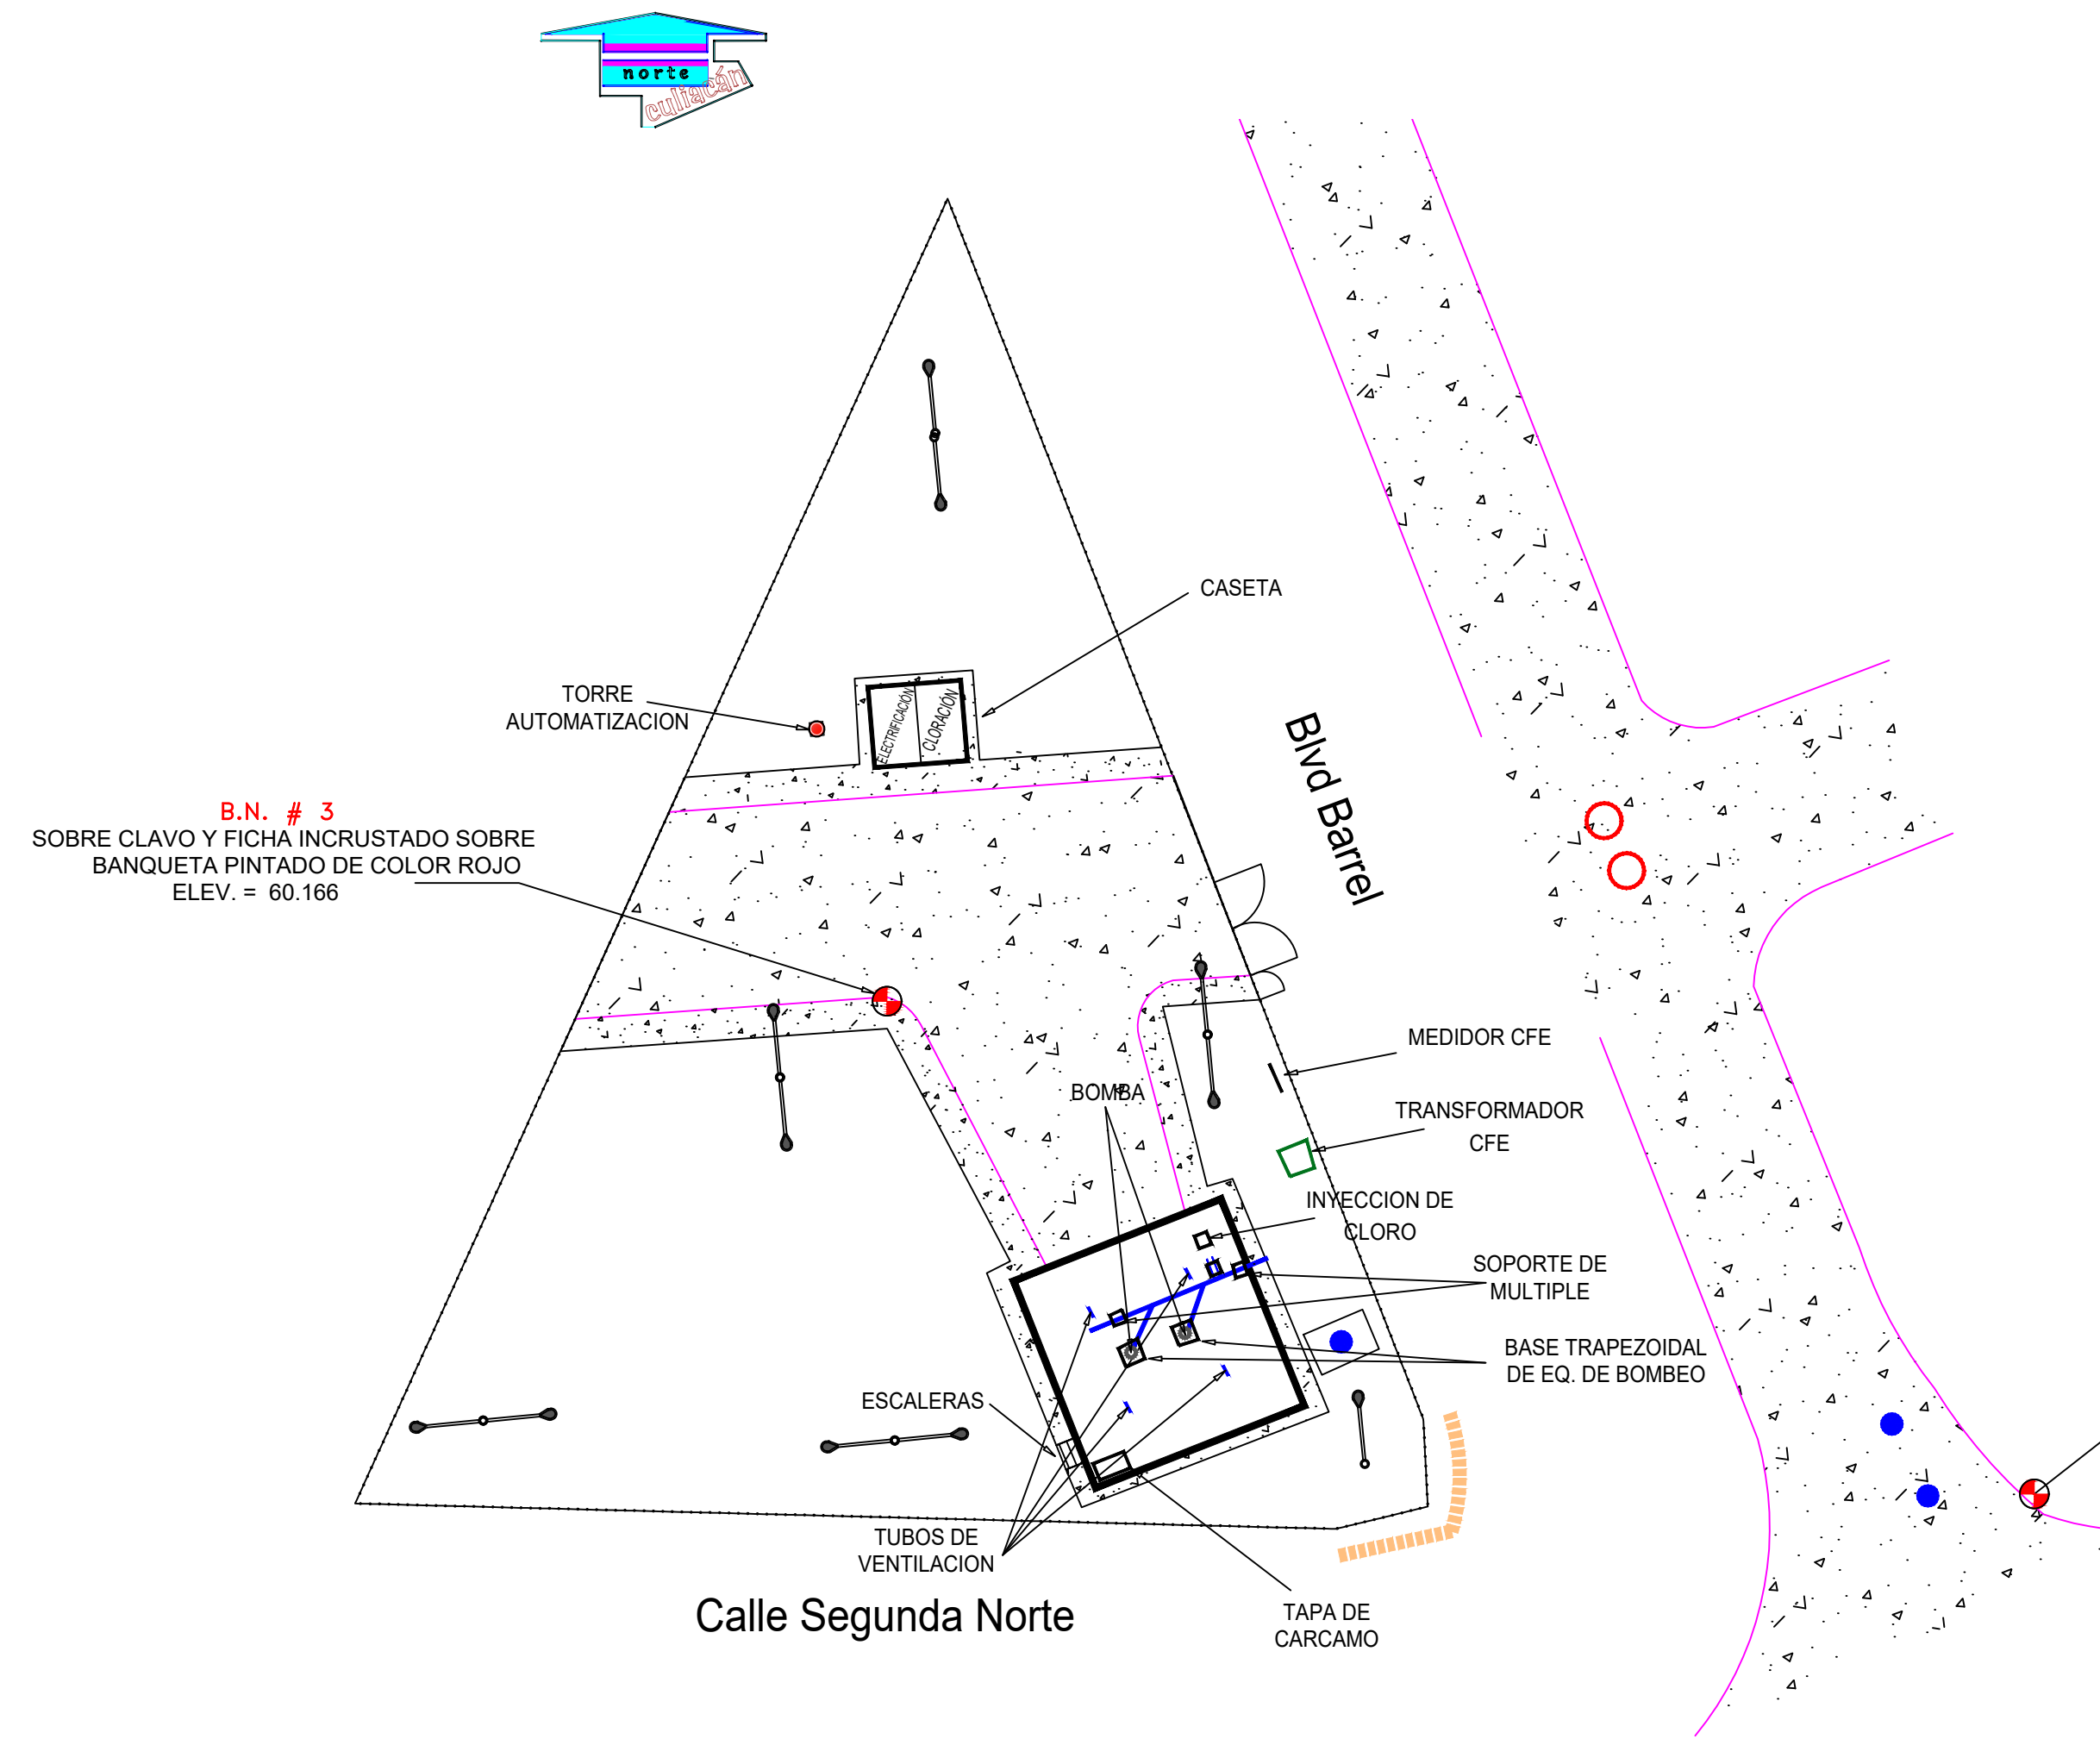 norte
culiacán
CASETA
TORRE
AUTOMATIZACION
ELECTRIFICACIÓN
CLORACIÓN
Blvd Barrel
B.N. # 3
SOBRE CLAVO Y FICHA INCRUSTADO SOBRE
BANQUETA PINTADO DE COLOR ROJO
ELEV. = 60.166
MEDIDOR CFE
BOMBA
TRANSFORMADOR
CFE
INYECCION DE
CLORO
SOPORTE DE
MULTIPLE
BASE TRAPEZOIDAL
DE EQ. DE BOMBEO
ESCALERAS
TUBOS DE
VENTILACION
Calle Segunda Norte
TAPA DE
CARCAMO